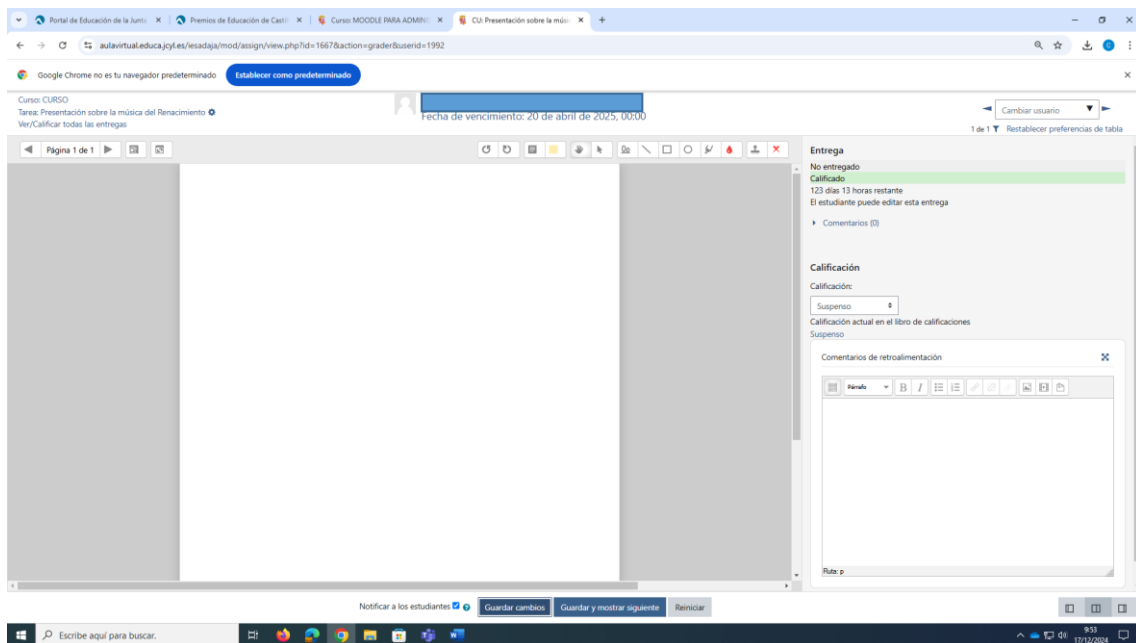 Portal de Educación de la Junta
Premios de Educación de Castil
Curso: MOODLE PARA ADMINI
CU: Presentación sobre la músic
aulavirtual.educa.jcyl.es/iesadaja/mod/assign/view.php?id=1667&action=grader&userid=1992
Google Chrome no es tu navegador predeterminado
Establecer como predeterminado
Curso: CURSO
Tarea: Presentación sobre la música del Renacimiento
Ver/Calificar todas las entregas
Fecha de vencimiento: 20 de abril de 2025, 00:00
Cambiar usuario
1 de 1
Restablecer preferencias de tabla
Página 1 de 1
Entrega
No entregado
Calificado
123 días 13 horas restante
El estudiante puede editar esta entrega
Comentarios (0)
Calificación
Calificación:
Suspenso
Calificación actual en el libro de calificaciones
Suspenso
Comentarios de retroalimentación
Párrafo
B I
Ruta: p
Notificar a los estudiantes
Guardar cambios
Guardar y mostrar siguiente
Reiniciar
Escribe aquí para buscar.
9:53
17/12/2024